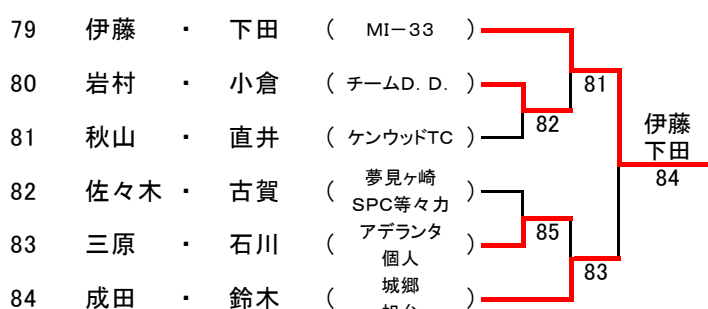 79 伊藤 ・ 下田 ( MI－33 )
80 岩村 ・ 小倉 ( チームD. D. )
81
82
81 秋山 ・ 直井 ( ケンウッドTC )
伊藤
下田
84
82 佐々木 ・ 古賀 ( 夢見ヶ崎
SPC等々力 )
83 三原 ・ 石川 ( アデランタ
個人 )
85
83
84 成田 ・ 鈴木 ( 城郷 )